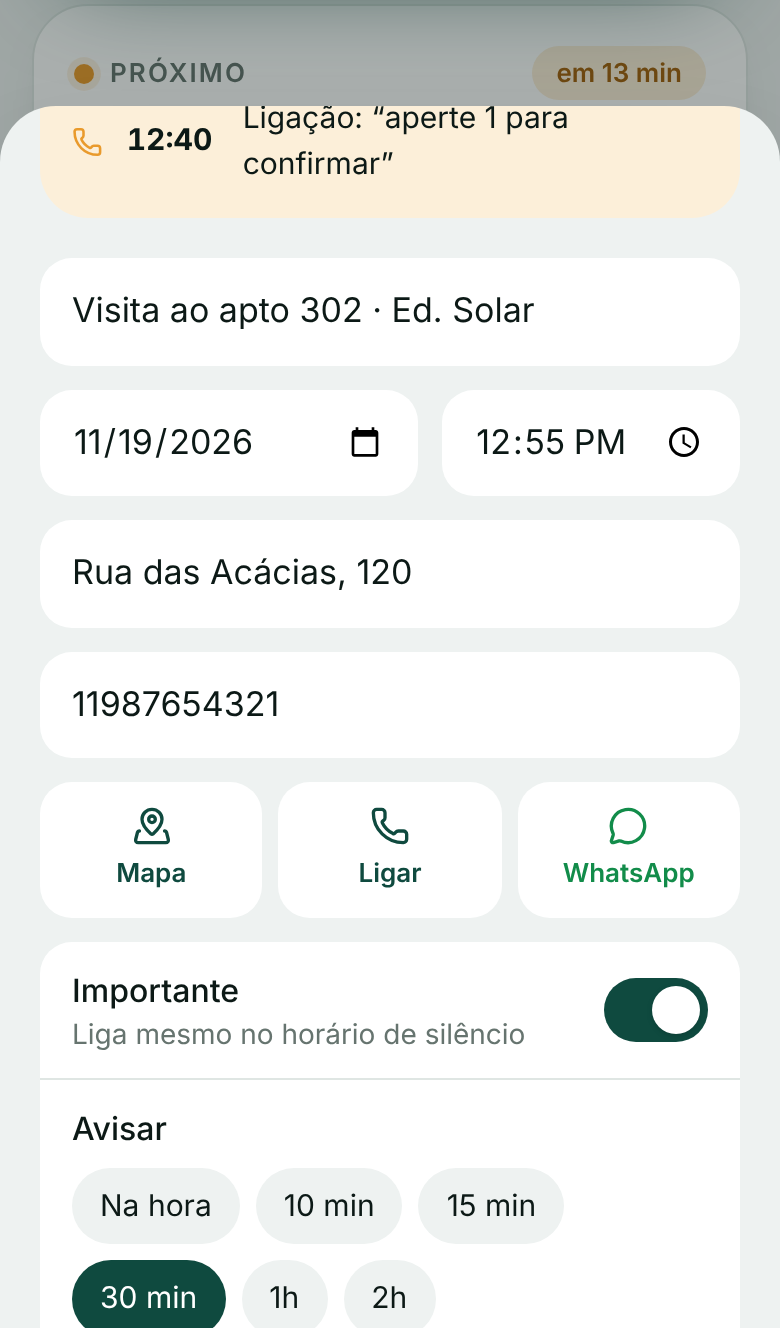 PRÓXIMO
em 13 min
12:40
Ligação: “aperte 1 para
confirmar”
Visita ao apto 302 · Ed. Solar
11/19/2026
12:55 PM
Rua das Acácias, 120
11987654321
Mapa
Ligar
WhatsApp
Importante
Liga mesmo no horário de silêncio
Avisar
Na hora
10 min
15 min
30 min
1h
2h